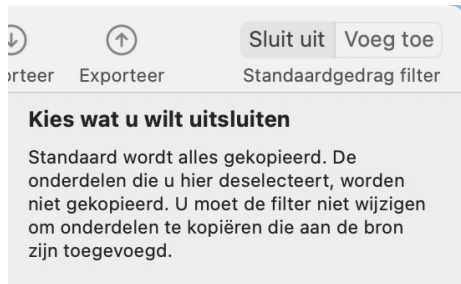 Sluit uit Voeg toe
Exporteer Standaardgedrag filter
Kies wat u wilt uitsluiten
Standaard wordt alles gekopieerd. De
onderdelen die u hier deselecteert, worden
niet gekopieerd. U moet de filter niet wijzigen
om onderdelen te kopiëren die aan de bron
zijn toegevoegd.